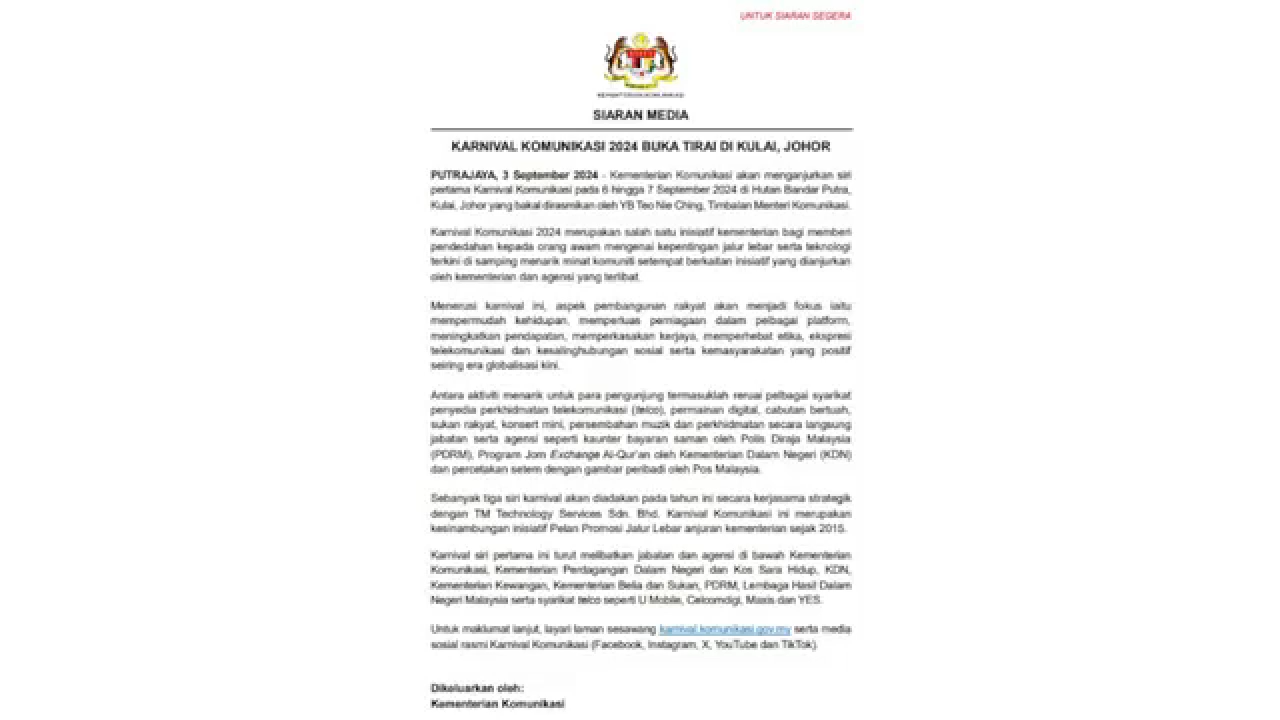 UNTUK SIARAN SEGERA
KEMENTERIAN KOMUNIKASI
SIARAN MEDIA
KARNIVAL KOMUNIKASI 2024 BUKA TIRAI DI KULAI, JOHOR
PUTRAJAYA, 3 September 2024 - Kementerian Komunikasi akan menganjurkan siri
pertama Karnival Komunikasi pada 6 hingga 7 September 2024 di Hutan Bandar Putra,
Kulai, Johor yang bakal dirasmikan oleh YB Teo Nie Ching, Timbalan Menteri Komunikasi.
Karnival Komunikasi 2024 merupakan salah satu inisiatif kementerian bagi memberi
pendedahan kepada orang awam mengenai kepentingan jalur lebar serta teknologi
terkini di samping menarik minat komuniti setempat berkaitan inisiatif yang dianjurkan
oleh kementerian dan agensi yang terlibat.
Menerusi karnival ini, aspek pembangunan rakyat akan menjadi fokus iaitu
mempermudah kehidupan, memperluas perniagaan dalam pelbagai platform,
meningkatkan pendapatan, memperkasakan kerjaya, memperhebat etika, ekspresi
telekomunikasi dan kesalinghubungan sosial serta kemasyarakatan yang positif
seiring era globalisasi kini.
Antara aktiviti menarik untuk para pengunjung termasuklah reruai pelbagai syarikat
penyedia perkhidmatan telekomunikasi (telco), permainan digital, cabutan bertuah,
sukan rakyat, konsert mini, persembahan muzik dan perkhidmatan secara langsung
jabatan serta agensi seperti kaunter bayaran saman oleh Polis Diraja Malaysia
(PDRM), Program Jom Exchange Al-Qur'an oleh Kementerian Dalam Negeri (KDN)
dan percetakan setem dengan gambar peribadi oleh Pos Malaysia.
Sebanyak tiga siri karnival akan diadakan pada tahun ini secara kerjasama strategik
dengan TM Technology Services Sdn. Bhd. Karnival Komunikasi ini merupakan
kesinambungan inisiatif Pelan Promosi Jalur Lebar anjuran kementerian sejak 2015.
Karnival siri pertama ini turut melibatkan jabatan dan agensi di bawah Kementerian
Komunikasi, Kementerian Perdagangan Dalam Negeri dan Kos Sara Hidup, KDN,
Kementerian Kewangan, Kementerian Belia dan Sukan, PDRM, Lembaga Hasil Dalam
Negeri Malaysia serta syarikat telco seperti U Mobile, Celcomdigi, Maxis dan YES.
Untuk maklumat lanjut, layari laman sesawang karnival.komunikasi.gov.my serta media
sosial rasmi Karnival Komunikasi (Facebook, Instagram, X, YouTube dan TikTok).
Dikeluarkan oleh:
Kementerian Komunikasi